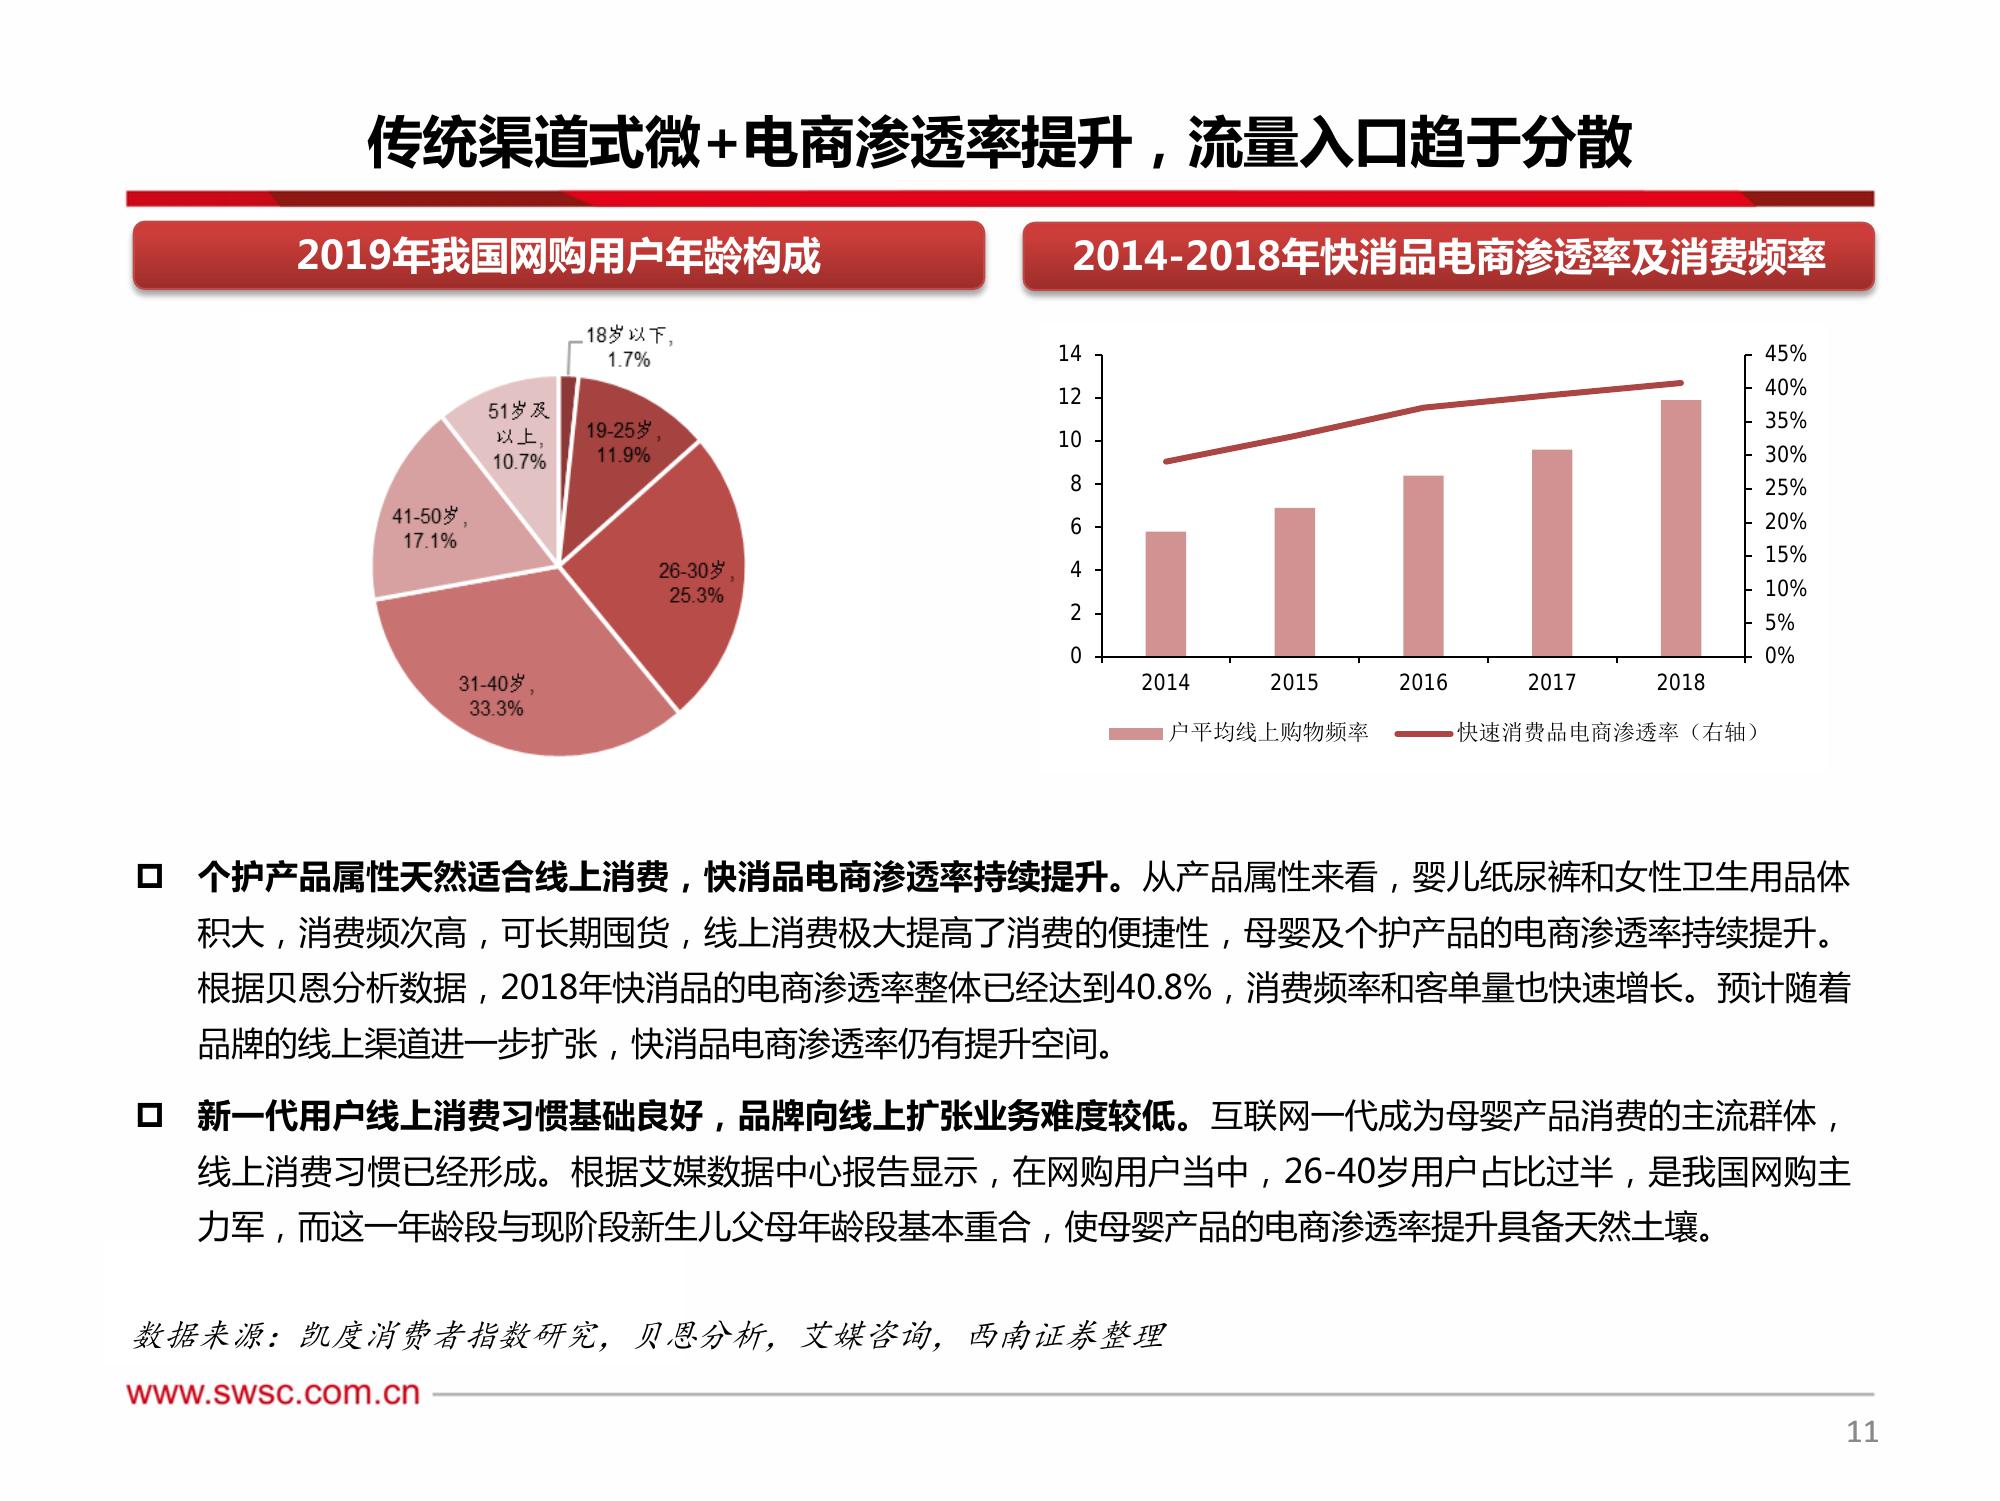 传统渠道式微+电商渗透率提升，流量入口趋于分散
2019年我国网购用户年龄构成
18岁以下,
1.7%
19-25岁,
11.9%
26-30岁,
25.3%
31-40岁,
33.3%
41-50岁,
17.1%
51岁及
以上,
10.7%
2014-2018年快消品电商渗透率及消费频率
14
12
10
8
6
4
2
0
45%
40%
35%
30%
25%
20%
15%
10%
5%
0%
2014 2015 2016 2017 2018
户平均线上购物频率 快速消费品电商渗透率（右轴）
个护产品属性天然适合线上消费，快消品电商渗透率持续提升。从产品属性来看，婴儿纸尿裤和女性卫生用品体
积大，消费频次高，可长期囤货，线上消费极大提高了消费的便捷性，母婴及个护产品的电商渗透率持续提升。
根据贝恩分析数据，2018年快消品的电商渗透率整体已经达到40.8%，消费频率和客单量也快速增长。预计随着
品牌的线上渠道进一步扩张，快消品电商渗透率仍有提升空间。
新一代用户线上消费习惯基础良好，品牌向线上扩张业务难度较低。互联网一代成为母婴产品消费的主流群体，
线上消费习惯已经形成。根据艾媒数据中心报告显示，在网购用户当中，26-40岁用户占比过半，是我国网购主
力军，而这一年龄段与现阶段新生儿父母年龄段基本重合，使母婴产品的电商渗透率提升具备天然土壤。
数据来源：凯度消费者指数研究，贝恩分析，艾媒咨询，西南证券整理
www.swsc.com.cn
11